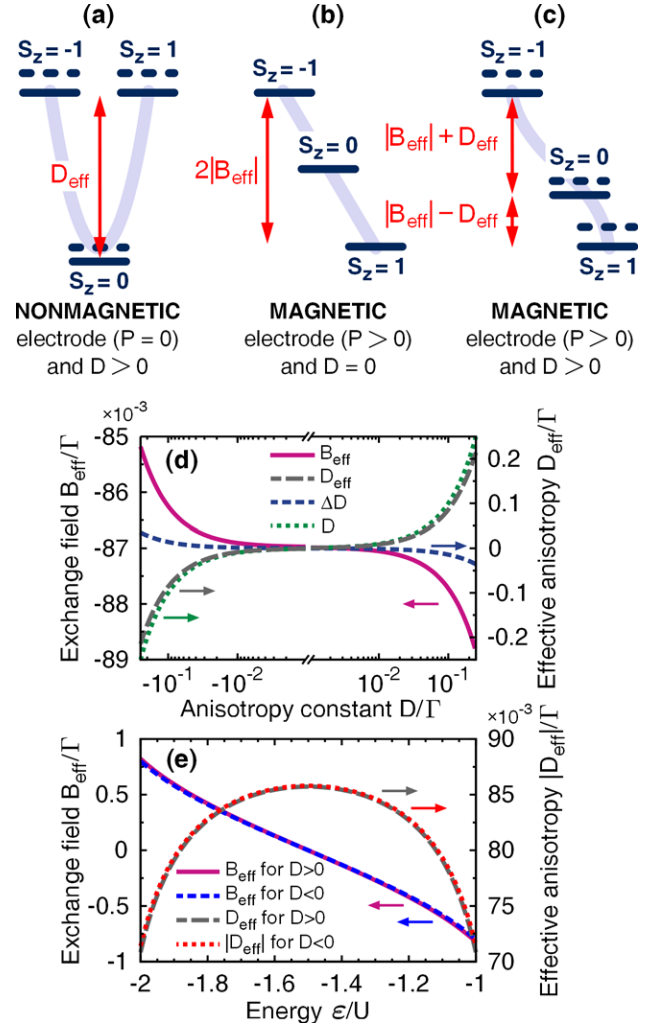 (a) (b) (c)
S_z = -1 S_z = 1 S_z = -1 S_z = -1
D_eff
S_z = 0
2|B_eff|
S_z = 0
S_z = 1
|B_eff| + D_eff
S_z = 0
|B_eff| − D_eff
S_z = 1
NONMAGNETIC
electrode (P = 0)
and D > 0
MAGNETIC
electrode (P > 0)
and D = 0
MAGNETIC
electrode (P > 0)
and D > 0
×10^-3
(d)
Exchange field B_eff/Γ
-85
-86
-87
-88
-89
B_eff
D_eff
ΔD
D
0.2
0.1
0
-0.1
-0.2
Effective anisotropy D_eff/Γ
-10^-1 -10^-2 10^-2 10^-1
Anisotropy constant D/Γ
×10^-3
(e)
Exchange field B_eff/Γ
1
0.5
0
-0.5
-1
B_eff for D>0
B_eff for D<0
D_eff for D>0
|D_eff| for D<0
90
85
80
75
70
Effective anisotropy |D_eff|/Γ
-2 -1.8 -1.6 -1.4 -1.2 -1
Energy ε/U